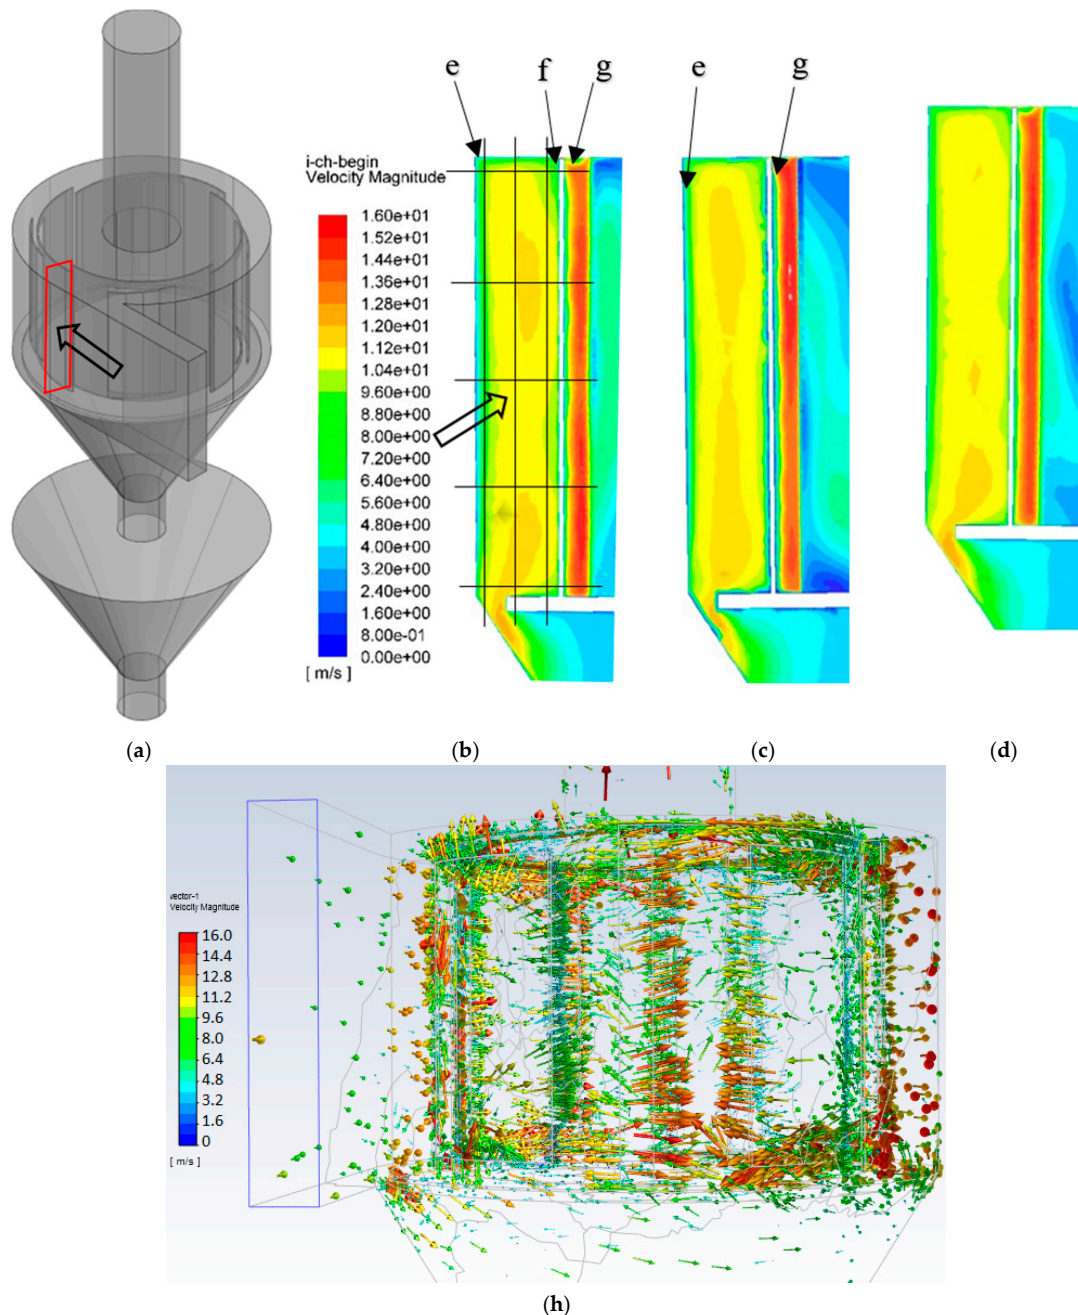 e
f
g
e
g
i-ch-begin
Velocity Magnitude
1.60e+01
1.52e+01
1.44e+01
1.36e+01
1.28e+01
1.20e+01
1.12e+01
1.04e+01
9.60e+00
8.80e+00
8.00e+00
7.20e+00
6.40e+00
5.60e+00
4.80e+00
4.00e+00
3.20e+00
2.40e+00
1.60e+00
8.00e-01
0.00e+00
[ m/s ]
(a)
(b)
(c)
(d)
vector-1
Velocity Magnitude
16.0
14.4
12.8
11.2
9.6
8.0
6.4
4.8
3.2
1.6
0
[ m/s ]
(h)